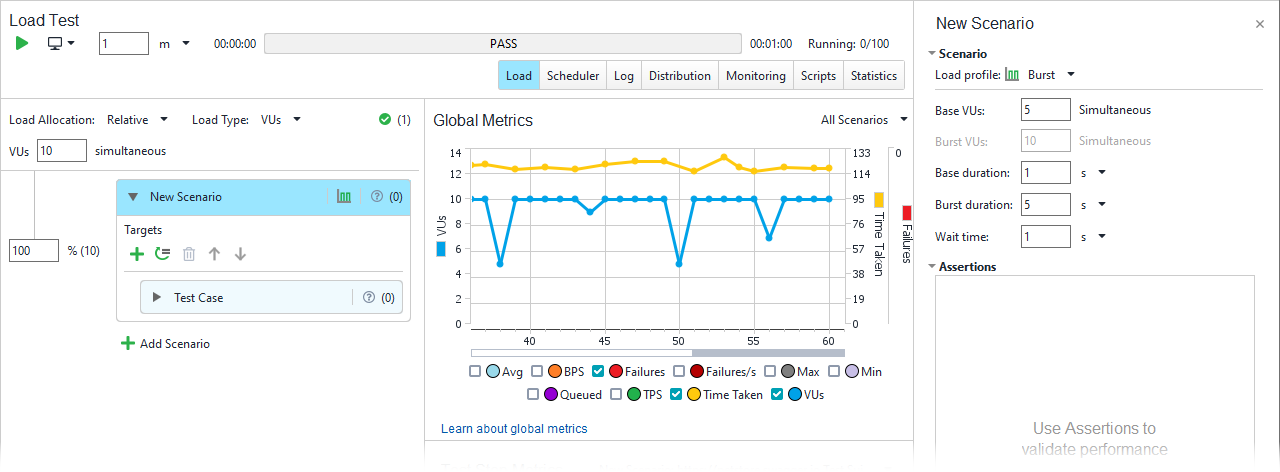 Load Test
1 m 00:00:00 PASS 00:01:00 Running: 0/100
Load Scheduler Log Distribution Monitoring Scripts Statistics
Load Allocation: Relative Load Type: VUs (1)
VUs 10 simultaneous
New Scenario (0)
Targets
100 % (10)
Test Case (0)
Add Scenario
Global Metrics All Scenarios
14 133 0
12 114
10 95
8 76
6 57
4 38
2 19
0 0
VUs
Time Taken
Failures
40 45 50 55 60
Avg BPS Failures Failures/s Max Min
Queued TPS Time Taken VUs
Learn about global metrics
New Scenario
Scenario
Load profile: Burst
Base VUs: 5 Simultaneous
Burst VUs: 10 Simultaneous
Base duration: 1 s
Burst duration: 5 s
Wait time: 1 s
Assertions
Use Assertions to
validate performance